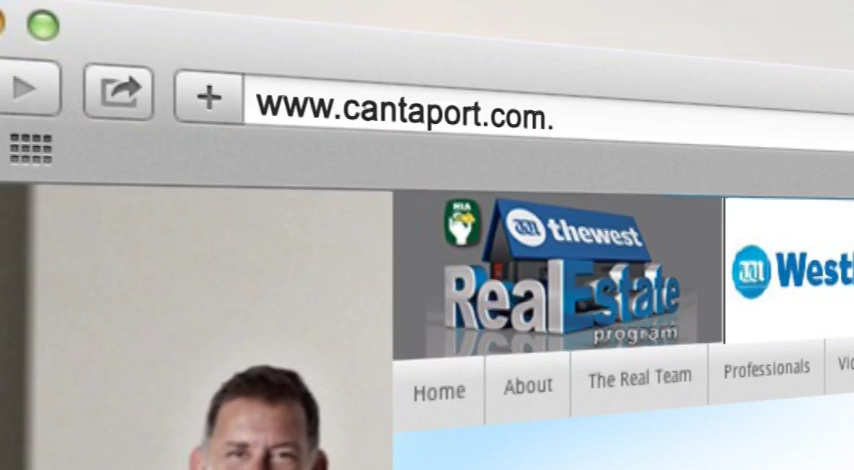 www.cantaport.com.
HIA
thewest
Real Estate
program
West
Home
About
The Real Team
Professionals